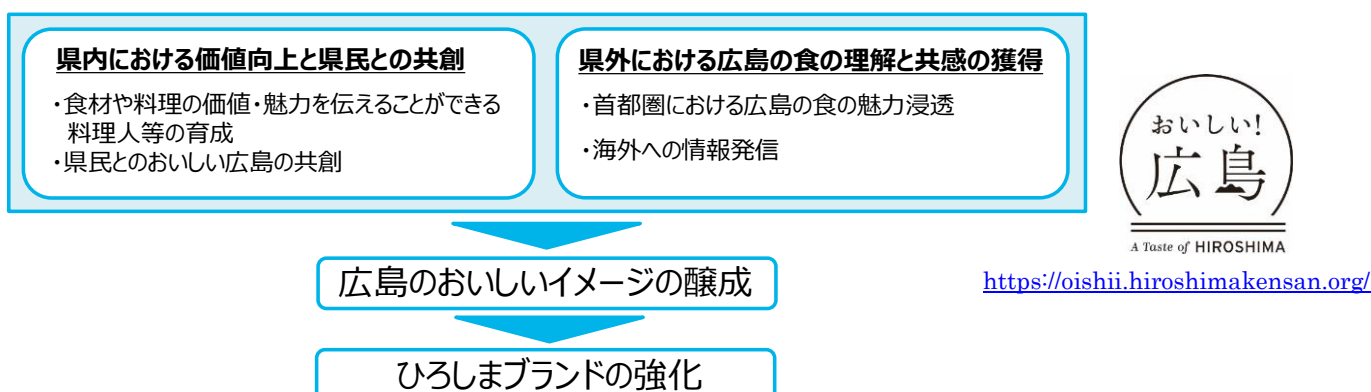 県内における価値向上と県民との共創
・食材や料理の価値・魅力を伝えることができる
料理人等の育成
・県民とのおいしい広島の共創
県外における広島の食の理解と共感の獲得
・首都圏における広島の食の魅力浸透
・海外への情報発信
おいしい!
広島
A Taste of HIROSHIMA
https://oishii.hiroshimakensan.org/
広島のおいしいイメージの醸成
ひろしまブランドの強化